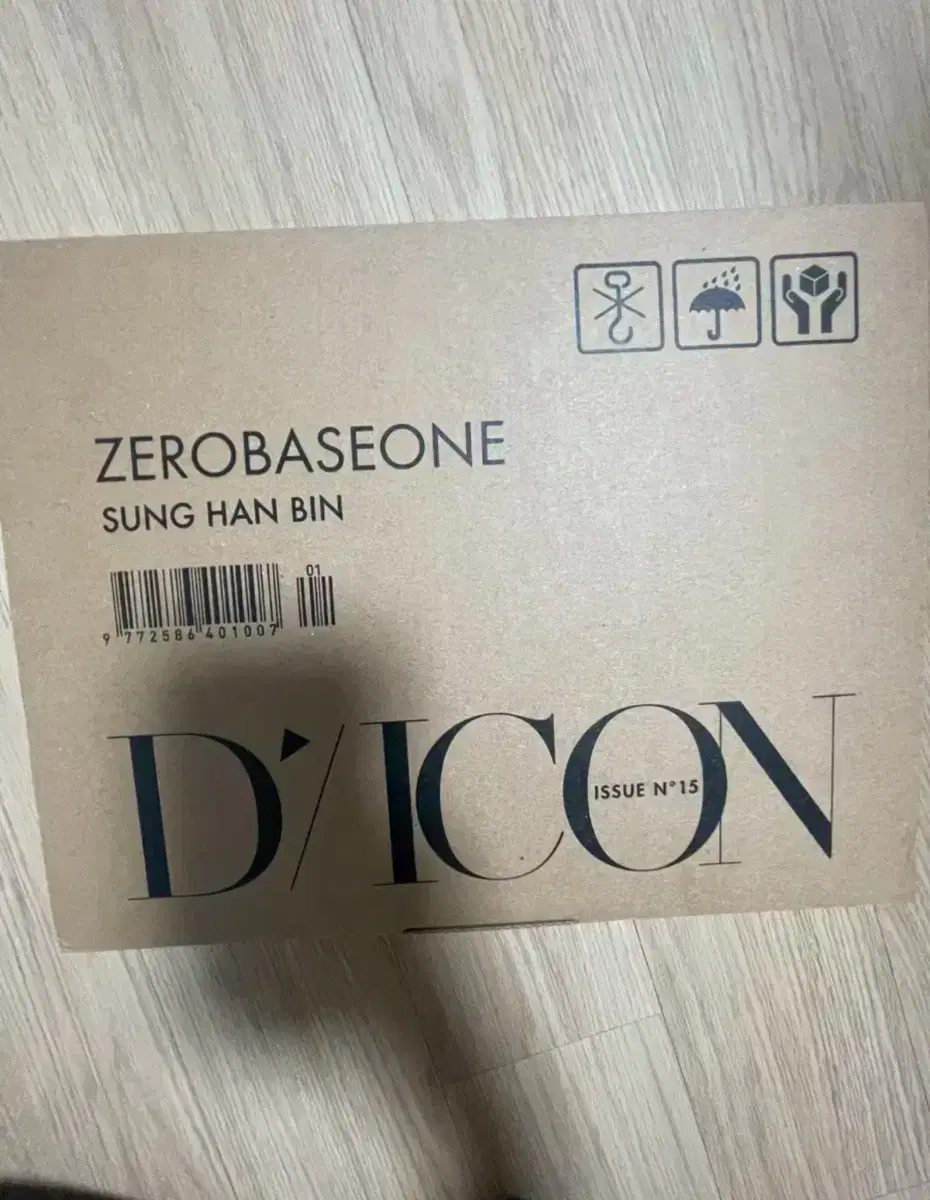 ZEROBASEONE
SUNG HAN BIN
01
9 772586 401007
D'/ICON
ISSUE N°15